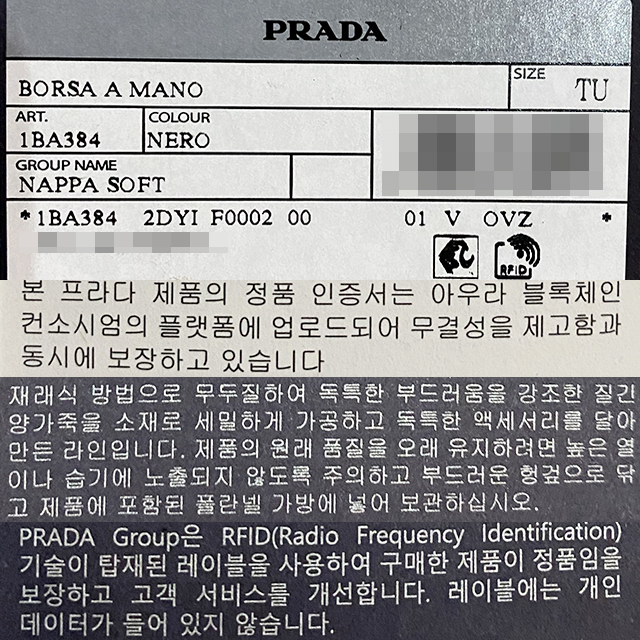 PRADA
BORSA A MANO
SIZE
TU
ART.
COLOUR
1BA384
NERO
GROUP NAME
NAPPA SOFT
*1BA384 2DYI F0002 00 01 V OVZ *
RFID
본 프라다 제품의 정품 인증서는 아우라 블록체인
컨소시엄의 플랫폼에 업로드되어 무결성을 제고함과
동시에 보장하고 있습니다
재래식 방법으로 무두질하여 독특한 부드러움을 강조한 질긴
양가죽을 소재로 세밀하게 가공하고 독특한 액세서리를 달아
만든 라인입니다. 제품의 원래 품질을 오래 유지하려면 높은 열
이나 습기에 노출되지 않도록 주의하고 부드러운 헝겊으로 닦
고 제품에 포함된 플란넬 가방에 넣어 보관하십시오.
PRADA Group은 RFID(Radio Frequency Identification)
기술이 탑재된 레이블을 사용하여 구매한 제품이 정품임을
보장하고 고객 서비스를 개선합니다. 레이블에는 개인
데이터가 들어 있지 않습니다.